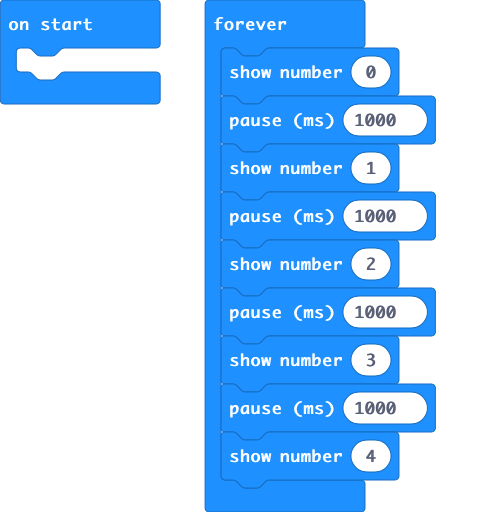 on start
forever
show number 0
pause (ms) 1000
show number 1
pause (ms) 1000
show number 2
pause (ms) 1000
show number 3
pause (ms) 1000
show number 4